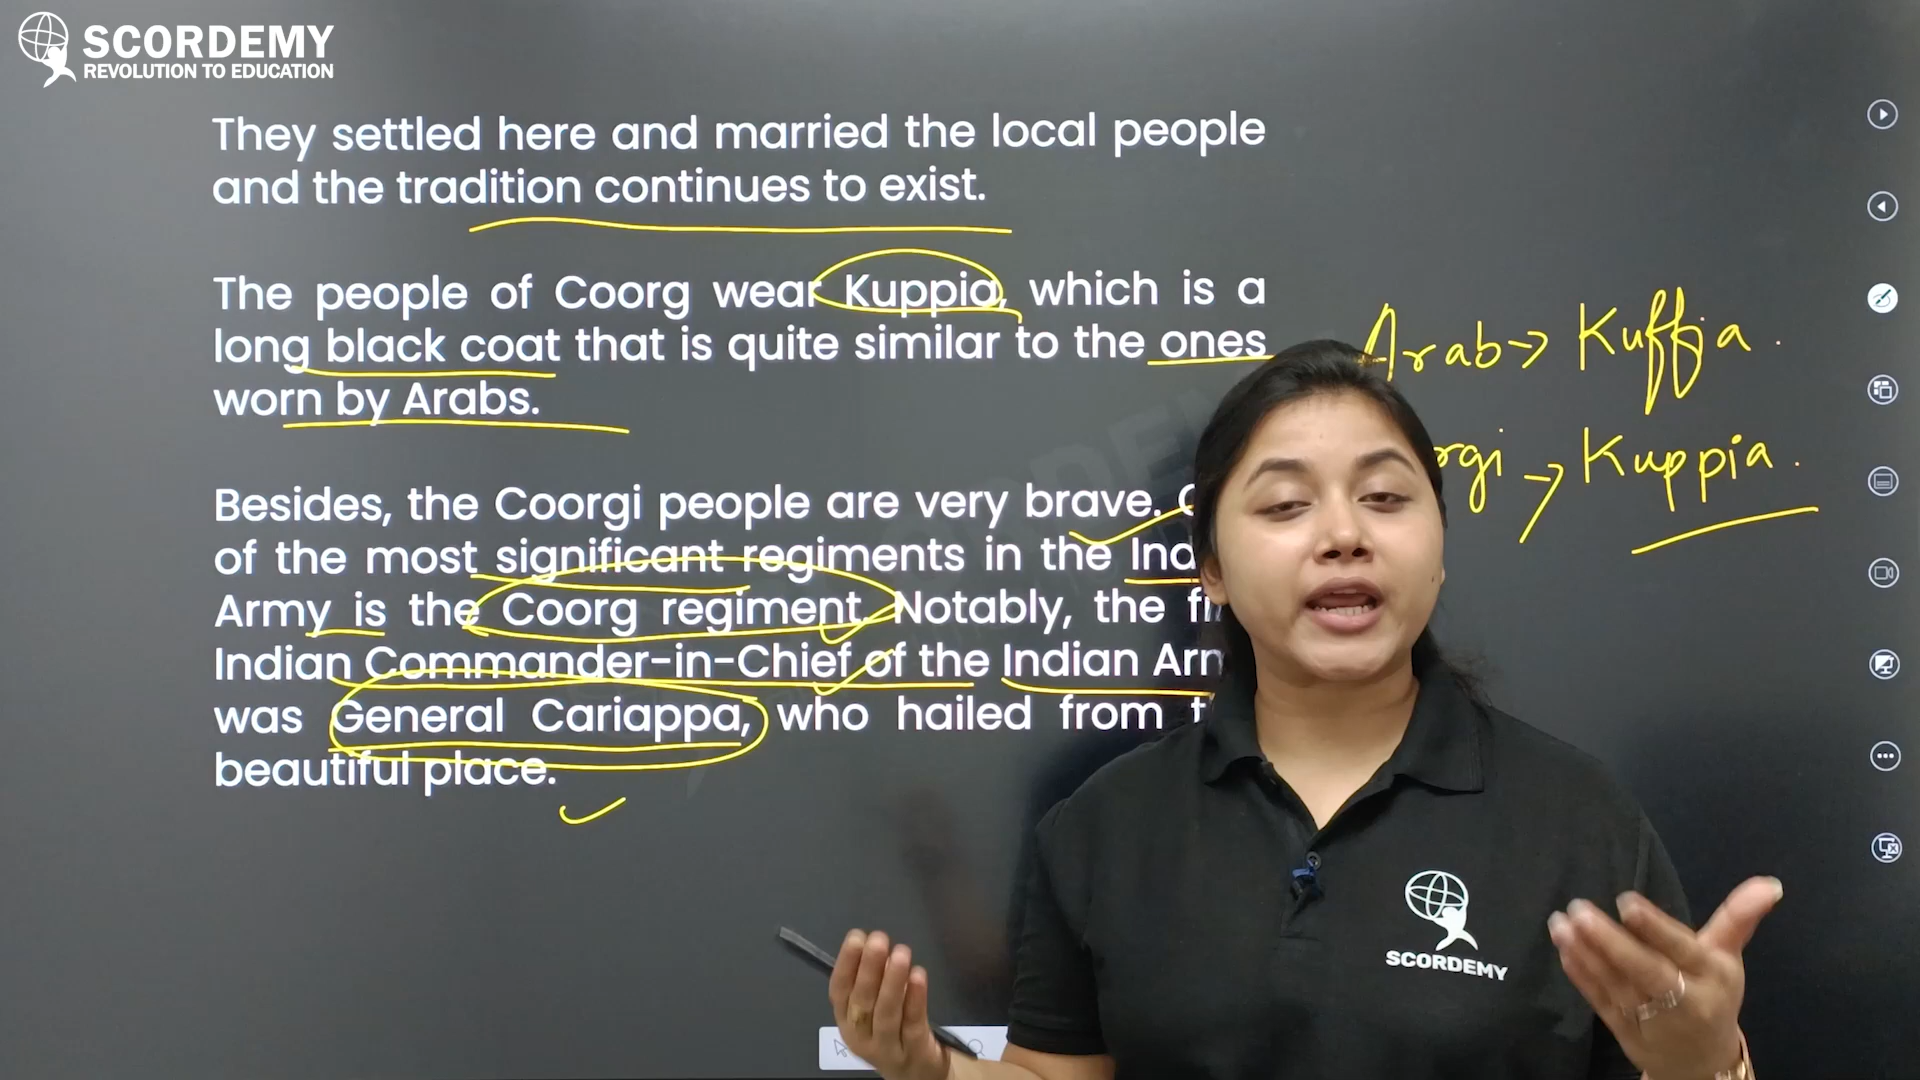 SCORDEMY
REVOLUTION TO EDUCATION
They settled here and married the local people
and the tradition continues to exist.
The people of Coorg wear Kuppia, which is a
long black coat that is quite similar to the ones
worn by Arabs.
Arab → Kuffia.
rgi → Kuppia.
Besides, the Coorgi people are very brave.
of the most significant regiments in the Ind
Army is the Coorg regiment. Notably, the fi
Indian Commander-in-Chief of the Indian Arm
was General Cariappa, who hailed from t
beautiful place.
SCORDEMY